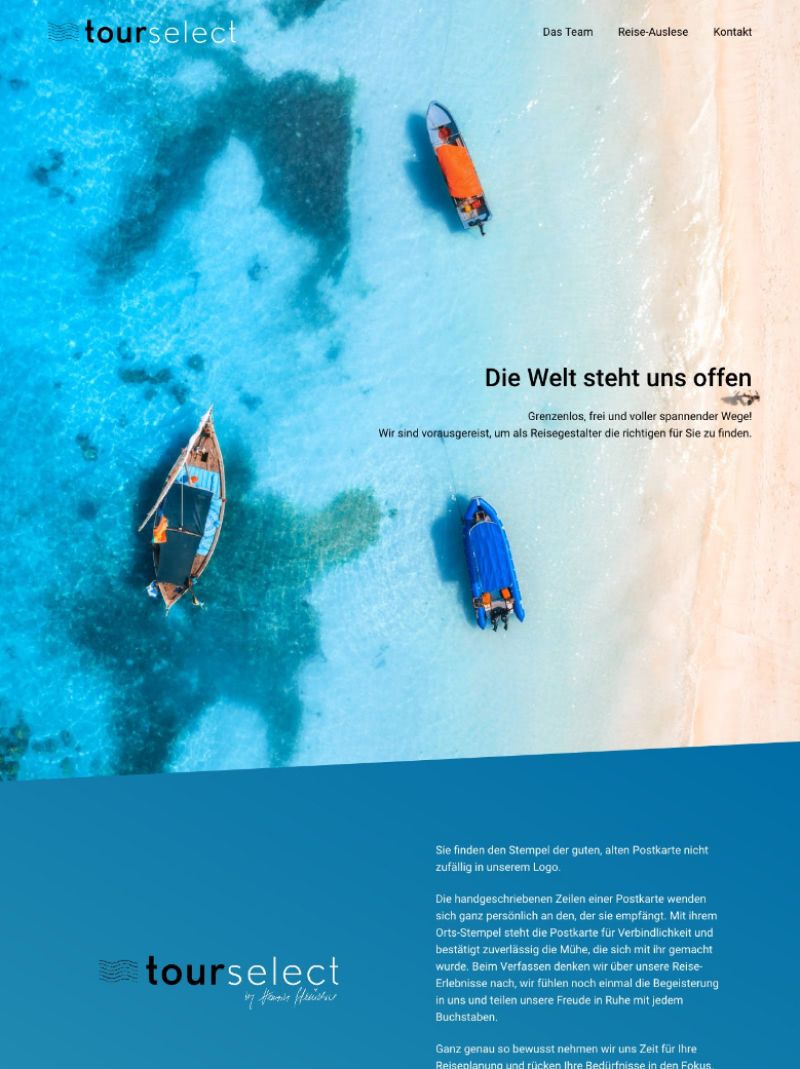 tourselect
Das Team
Reise-Auslese
Kontakt
Die Welt steht uns offen
Grenzenlos, frei und voller spannender Wege!
Wir sind vorausgereist, um als Reisegestalter die richtigen für Sie zu finden.
Sie finden den Stempel der guten, alten Postkarte nicht
zufällig in unserem Logo.
Die handgeschriebenen Zeilen einer Postkarte wenden
sich ganz persönlich an den, der sie empfängt. Mit ihrem
Orts-Stempel steht die Postkarte für Verbindlichkeit und
bestätigt zuverlässig die Mühe, die sich mit ihr gemacht
wurde. Beim Verfassen denken wir über unsere Reise-
Erlebnisse nach, wir fühlen noch einmal die Begeisterung
in uns und teilen unsere Freude in Ruhe mit jedem
Buchstaben.
tourselect
by
Ganz genau so bewusst nehmen wir uns Zeit für Ihre
Reiseplanung und rücken Ihre Bedürfnisse in den Fokus